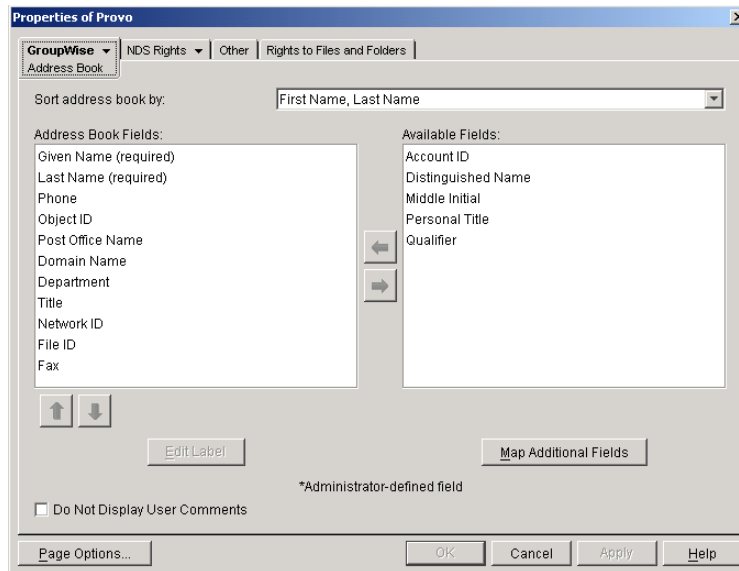 Properties of Provo
GroupWise NDS Rights Other Rights to Files and Folders
Address Book
Sort address book by: First Name, Last Name
Address Book Fields: Available Fields:
Given Name (required) Account ID
Last Name (required) Distinguished Name
Phone Middle Initial
Object ID Personal Title
Post Office Name Qualifier
Domain Name
Department
Title
Network ID
File ID
Fax
Edit Label Map Additional Fields
*Administrator-defined field
Do Not Display User Comments
Page Options... OK Cancel Apply Help